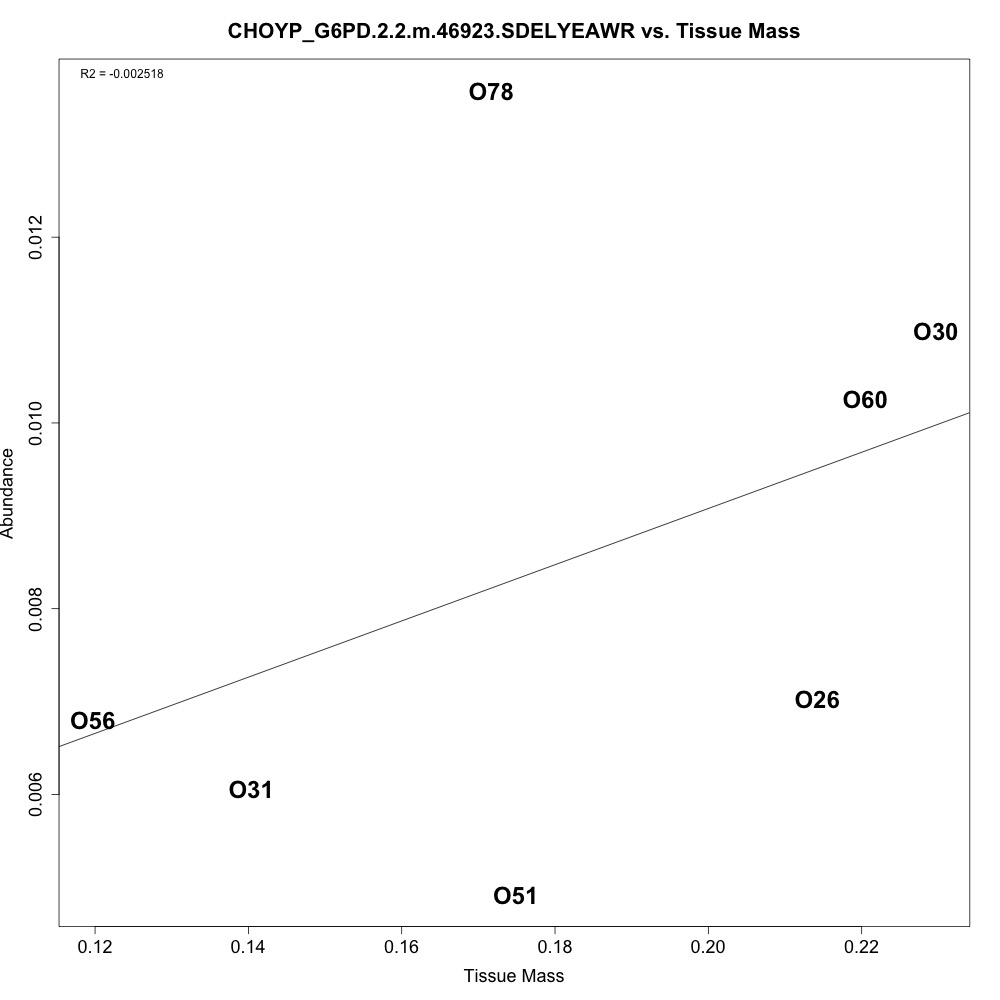 CHOYP_G6PD.2.2.m.46923.SDELYEAWR vs. Tissue Mass
R2 = -0.002518
O78
0.012
O30
O60
0.010
Abundance
0.008
O26
O56
0.006
O31
O51
0.12 0.14 0.16 0.18 0.20 0.22
Tissue Mass